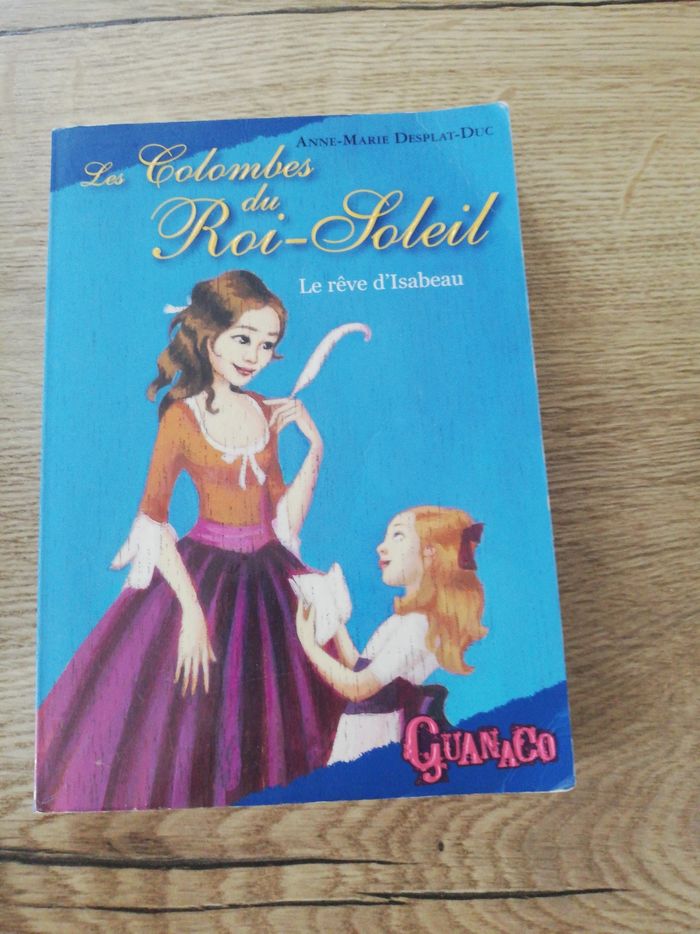 ANNE-MARIE DESPLAT-DUC
Les Colombes
du
Roi-Soleil
Le rêve d'Isabeau
GUANACO